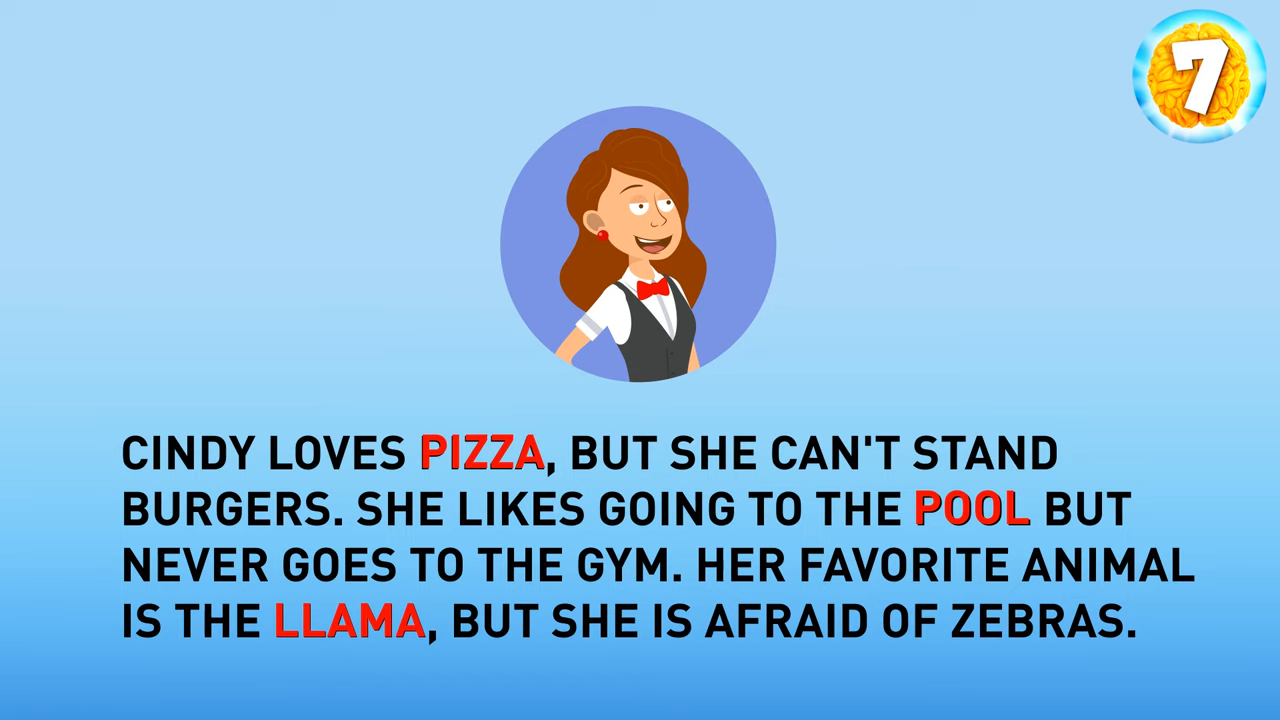 7
CINDY LOVES PIZZA, BUT SHE CAN'T STAND
BURGERS. SHE LIKES GOING TO THE POOL BUT
NEVER GOES TO THE GYM. HER FAVORITE ANIMAL
IS THE LLAMA, BUT SHE IS AFRAID OF ZEBRAS.